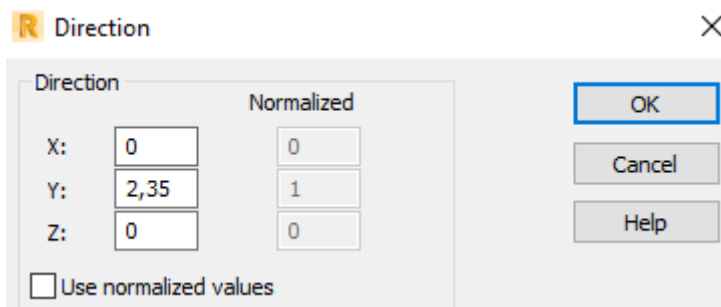 R Direction
Direction
Normalized
X: 0 0
Y: 2,35 1
Z: 0 0
Use normalized values
OK
Cancel
Help